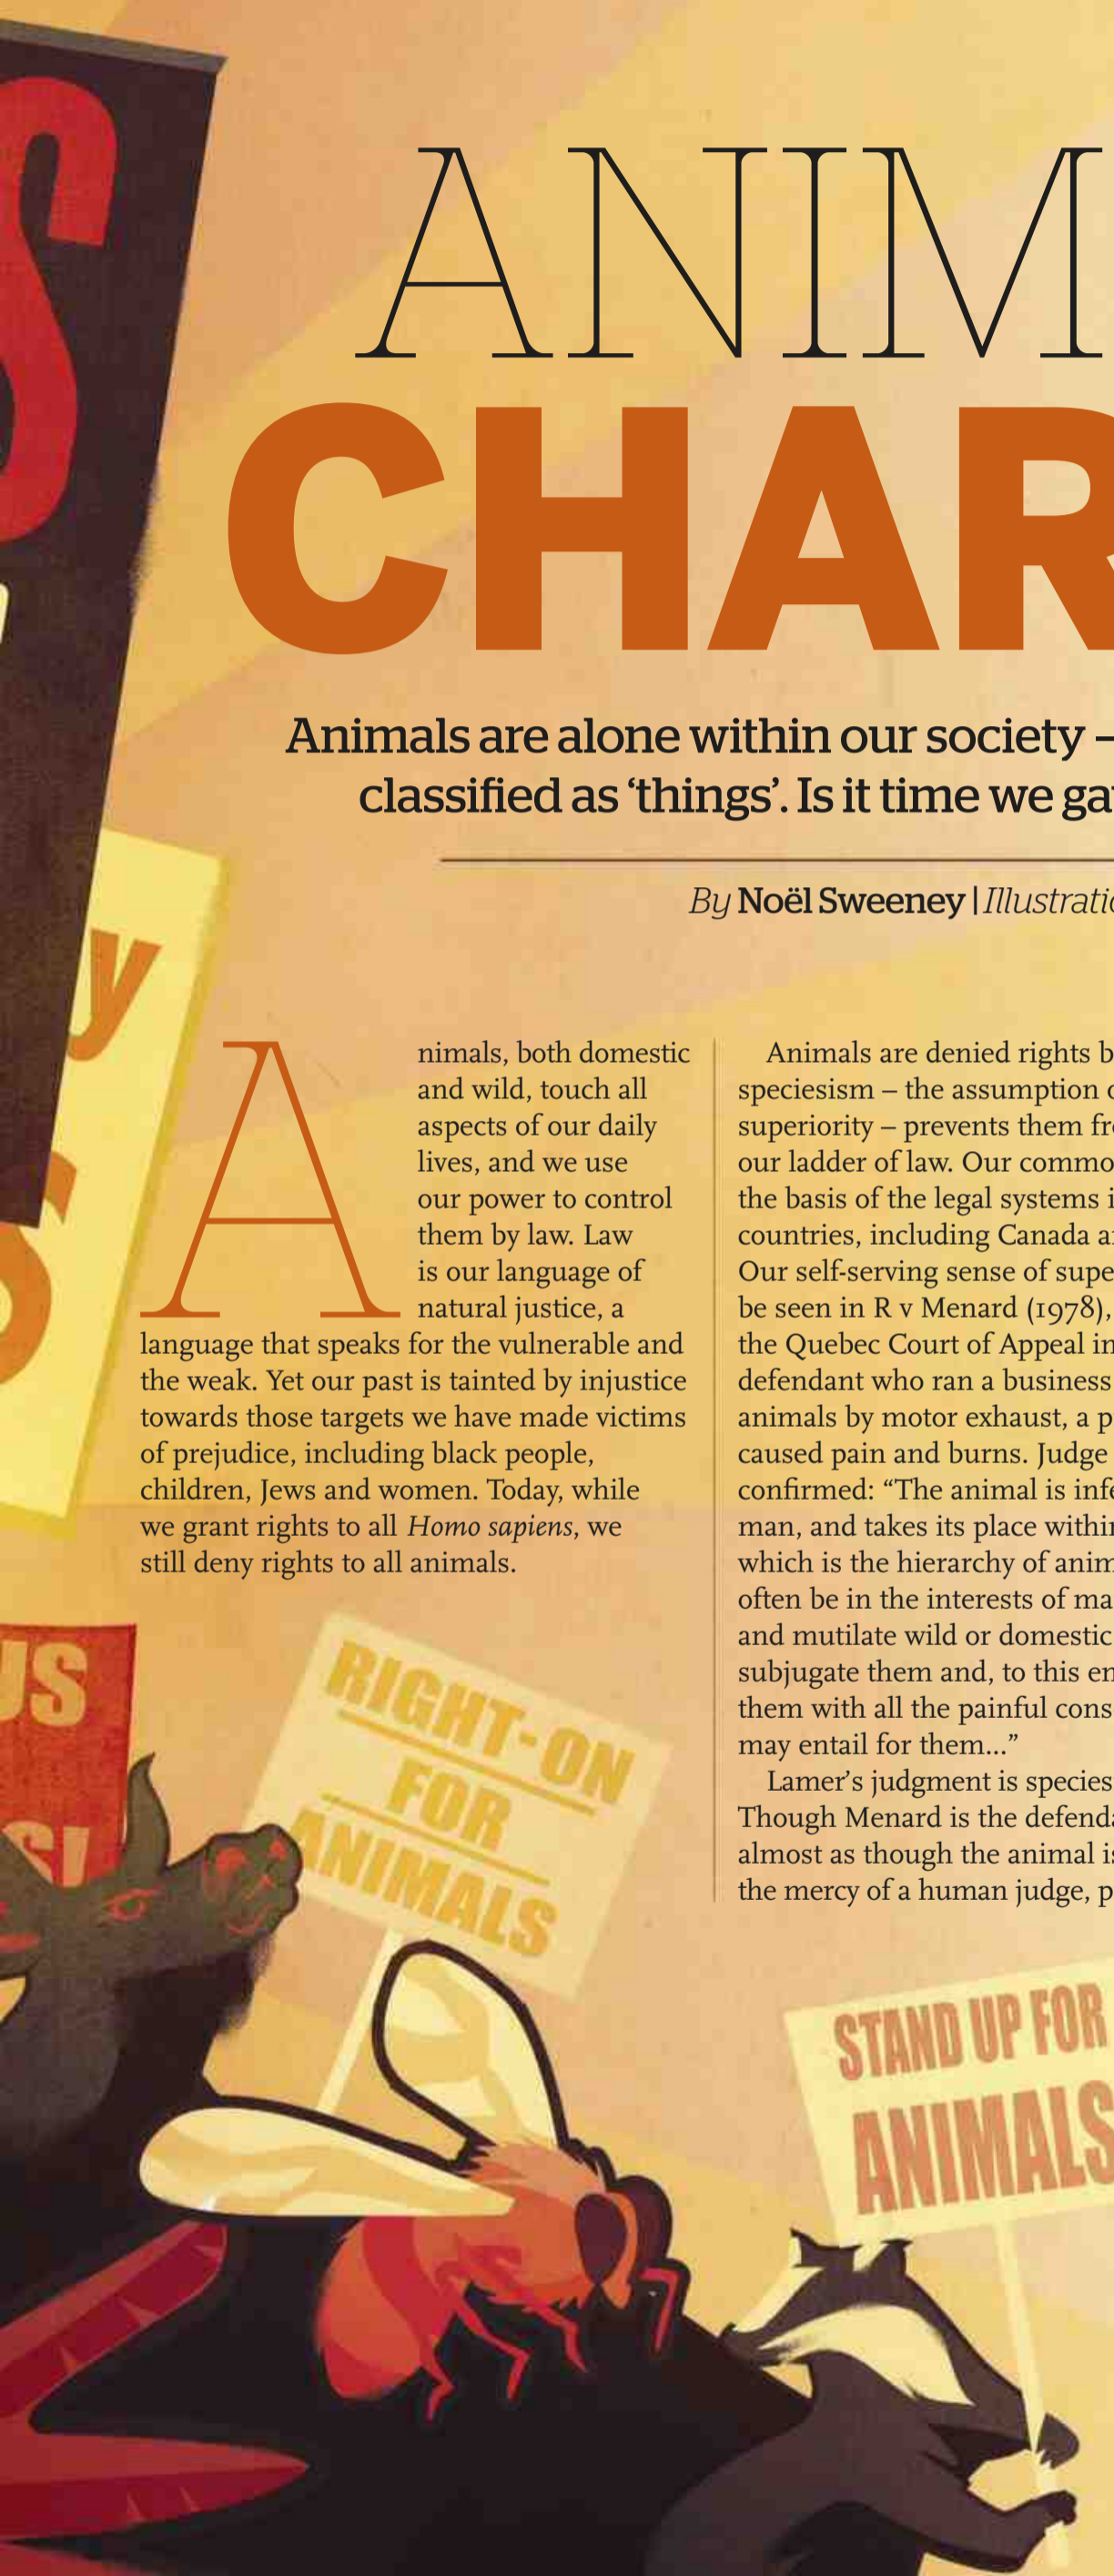 ANIM
CHAR
Animals are alone within our society –
classified as ‘things’. Is it time we ga
By Noël Sweeney | Illustratio
Animals, both domestic
and wild, touch all
aspects of our daily
lives, and we use
our power to control
them by law. Law
is our language of
natural justice, a
language that speaks for the vulnerable and
the weak. Yet our past is tainted by injustice
towards those targets we have made victims
of prejudice, including black people,
children, Jews and women. Today, while
we grant rights to all Homo sapiens, we
still deny rights to all animals.
Animals are denied rights b
speciesism – the assumption o
superiority – prevents them fr
our ladder of law. Our commo
the basis of the legal systems i
countries, including Canada a
Our self-serving sense of supe
be seen in R v Menard (1978),
the Quebec Court of Appeal in
defendant who ran a business
animals by motor exhaust, a p
caused pain and burns. Judge
confirmed: “The animal is infe
man, and takes its place within
which is the hierarchy of anim
often be in the interests of ma
and mutilate wild or domestic
subjugate them and, to this en
them with all the painful cons
may entail for them...”
Lamer’s judgment is species
Though Menard is the defenda
almost as though the animal is
the mercy of a human judge, p
S
y
S
US
S!
RIGHT-ON
FOR
ANIMALS
STAND UP FOR
ANIMALS